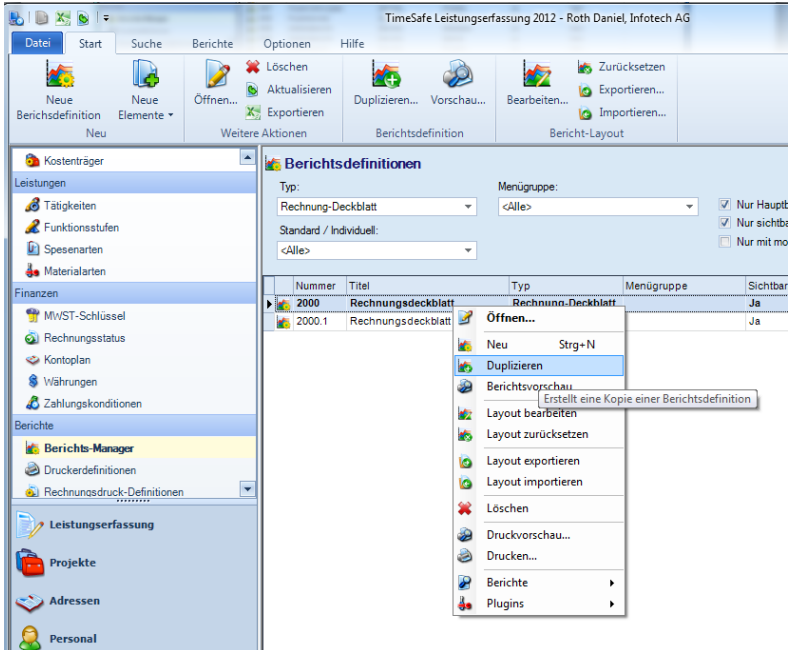 TimeSafe Leistungserfassung 2012 - Roth Daniel, Infotech AG
Datei Start Suche Berichte Optionen Hilfe
Neue Berichsdefinition
Neue Elemente
Neu
Öffnen...
Löschen
Aktualisieren
Exportieren
Weitere Aktionen
Duplizieren...
Vorschau...
Berichtsdefinition
Bearbeiten...
Zurücksetzen
Exportieren...
Importieren...
Bericht-Layout
Kostenträger
Leistungen
Tätigkeiten
Funktionsstufen
Spesenarten
Materialarten
Finanzen
MWST-Schlüssel
Rechnungsstatus
Kontoplan
Währungen
Zahlungskonditionen
Berichte
Berichts-Manager
Druckerdefinitionen
Rechnungsdruck-Definitionen
Leistungserfassung
Projekte
Adressen
Personal
Berichtsdefinitionen
Typ:
Rechnung-Deckblatt
Menügruppe:
<Alle>
Standard / Individuell:
<Alle>
Nur Hauptb
Nur sichtba
Nur mit mo
Nummer Titel Typ Menügruppe Sichtbar
2000 Rechnungsdeckblatt Rechnung-Deckblatt Ja
2000.1 Rechnungsdeckblatt Ja
Öffnen...
Neu Strg+N
Duplizieren
Berichtsvorschau
Erstellt eine Kopie einer Berichtsdefinition
Layout bearbeiten
Layout zurücksetzen
Layout exportieren
Layout importieren
Löschen
Druckvorschau...
Drucken...
Berichte
Plugins